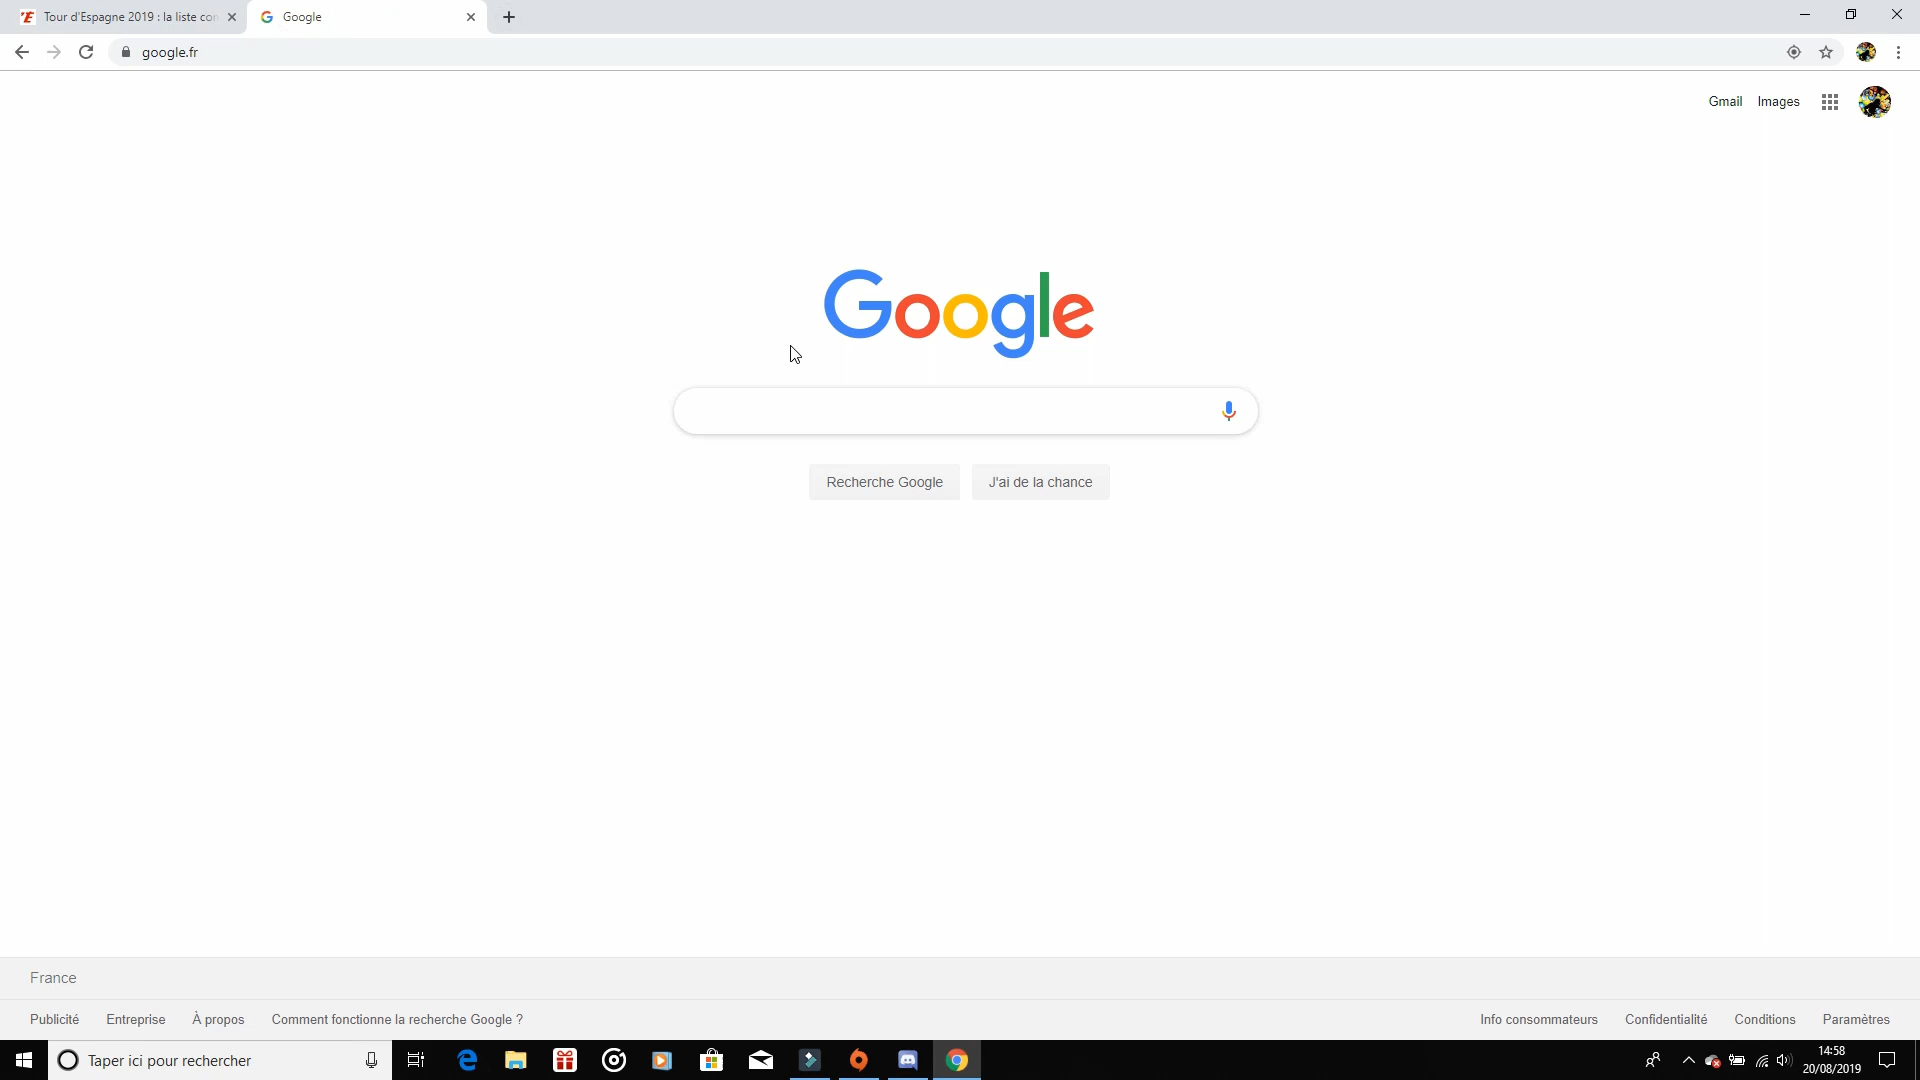 Tour d'Espagne 2019 : la liste con
Google
google.fr
Gmail Images
Google
Recherche Google J'ai de la chance
France
Publicité Entreprise À propos Comment fonctionne la recherche Google ? Info consommateurs Confidentialité Conditions Paramètres
Taper ici pour rechercher
14:58
20/08/2019